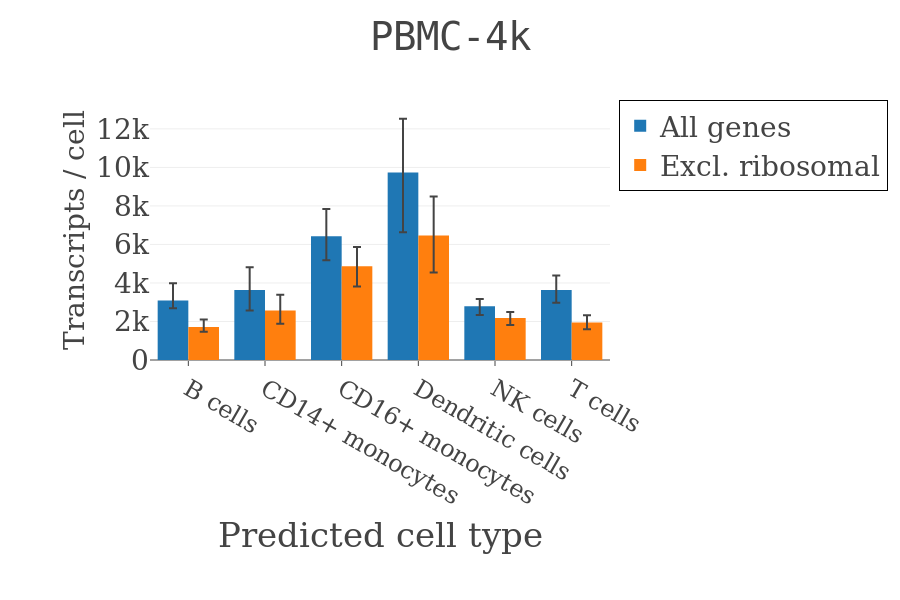 PBMC-4k
Transcripts / cell
12k
10k
8k
6k
4k
2k
0
All genes
Excl. ribosomal
B cells
CD14+ monocytes
CD16+ monocytes
Dendritic cells
NK cells
T cells
Predicted cell type